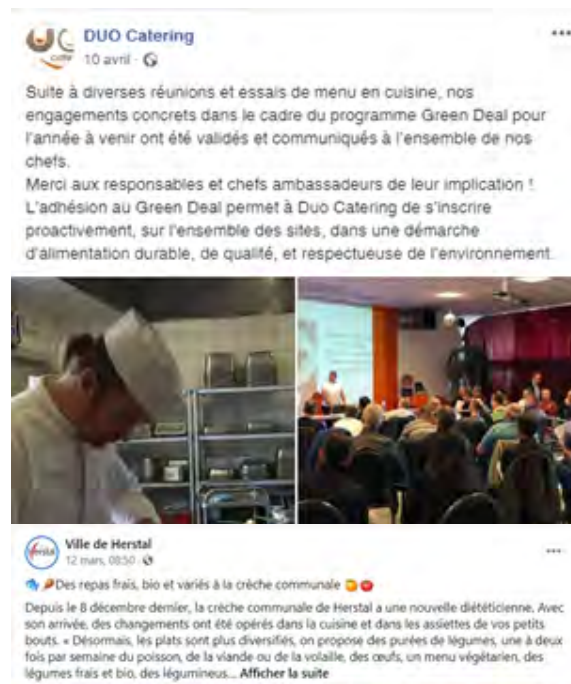 DUO Catering
10 avril
Suite à diverses réunions et essais de menu en cuisine, nos
engagements concrets dans le cadre du programme Green Deal pour
l'année à venir ont été validés et communiqués à l'ensemble de nos
chefs.
Merci aux responsables et chefs ambassadeurs de leur implication !
L'adhésion au Green Deal permet à Duo Catering de s'inscrire
proactivement, sur l'ensemble des sites, dans une démarche
d'alimentation durable, de qualité, et respectueuse de l'environnement.
Ville de Herstal
12 mars, 08:50
Des repas frais, bio et variés à la crèche communale
Depuis le 8 décembre dernier, la crèche communale de Herstal a une nouvelle diététicienne. Avec
son arrivée, des changements ont été opérés dans la cuisine et dans les assiettes de vos petits
bouts. « Désormais, les plats sont plus diversifiés, on propose des purées de légumes, une à deux
fois par semaine du poisson, de la viande ou de la volaille, des œufs, un menu végétarien, des
légumes frais et bio, des légumineus... Afficher la suite